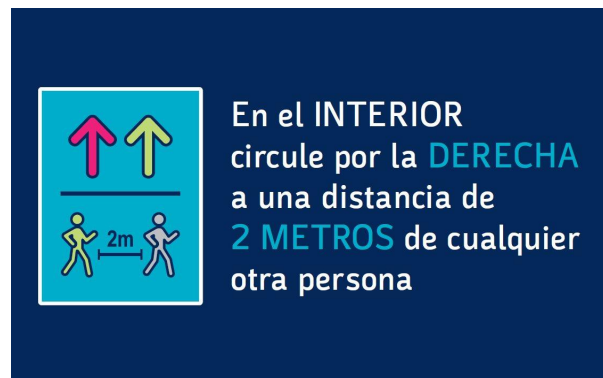 2m
En el INTERIOR
circule por la DERECHA
a una distancia de
2 METROS de cualquier
otra persona